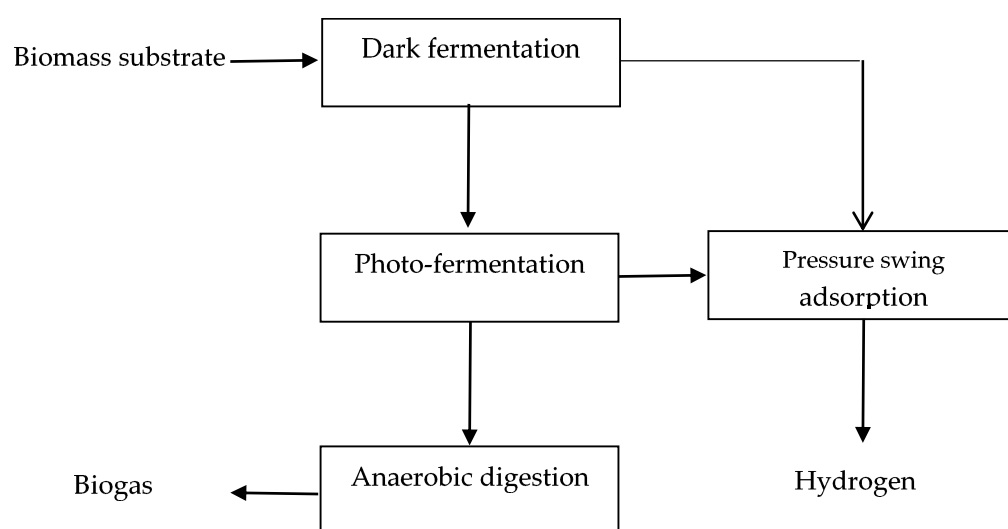 Biomass substrate
Dark fermentation
Photo-fermentation
Pressure swing
adsorption
Anaerobic digestion
Biogas
Hydrogen